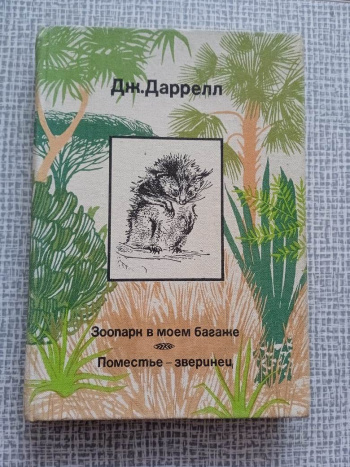 Дж.Даррелл
Зоопарк в моем багаже
Поместье – зверинец